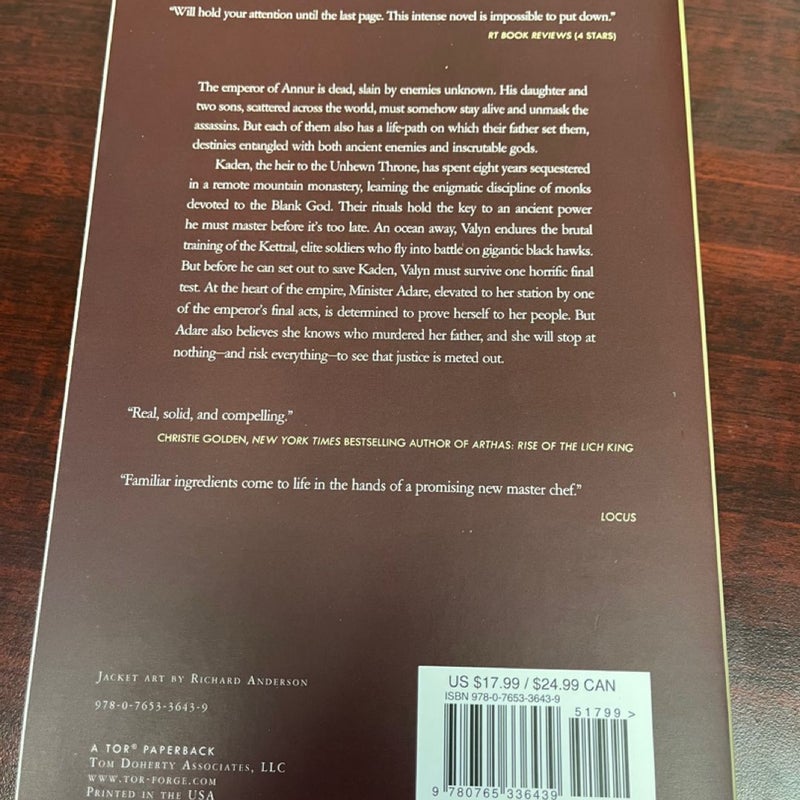 “Will hold your attention until the last page. This intense novel is impossible to put down.”
RT BOOK REVIEWS (4 STARS)
The emperor of Annur is dead, slain by enemies unknown. His daughter and
two sons, scattered across the world, must somehow stay alive and unmask the
assassins. But each of them also has a life-path on which their father set them,
destinies entangled with both ancient enemies and inscrutable gods.
Kaden, the heir to the Unhewn Throne, has spent eight years sequestered
in a remote mountain monastery, learning the enigmatic discipline of monks
devoted to the Blank God. Their rituals hold the key to an ancient power
he must master before it’s too late. An ocean away, Valyn endures the brutal
training of the Kettral, elite soldiers who fly into battle on gigantic black hawks.
But before he can set out to save Kaden, Valyn must survive one horrific final
test. At the heart of the empire, Minister Adare, elevated to her station by one
of the emperor’s final acts, is determined to prove herself to her people. But
Adare also believes she knows who murdered her father, and she will stop at
nothing—and risk everything—to see that justice is meted out.
“Real, solid, and compelling.”
CHRISTIE GOLDEN, NEW YORK TIMES BESTSELLING AUTHOR OF ARTHAS: RISE OF THE LICH KING
“Familiar ingredients come to life in the hands of a promising new master chef.”
LOCUS
JACKET ART BY RICHARD ANDERSON
978-0-7653-3643-9
A TOR® PAPERBACK
TOM DOHERTY ASSOCIATES, LLC
WWW.TOR-FORGE.COM
PRINTED IN THE USA
US $17.99 / $24.99 CAN
ISBN 978-0-7653-3643-9
51799>
9 780765 336439